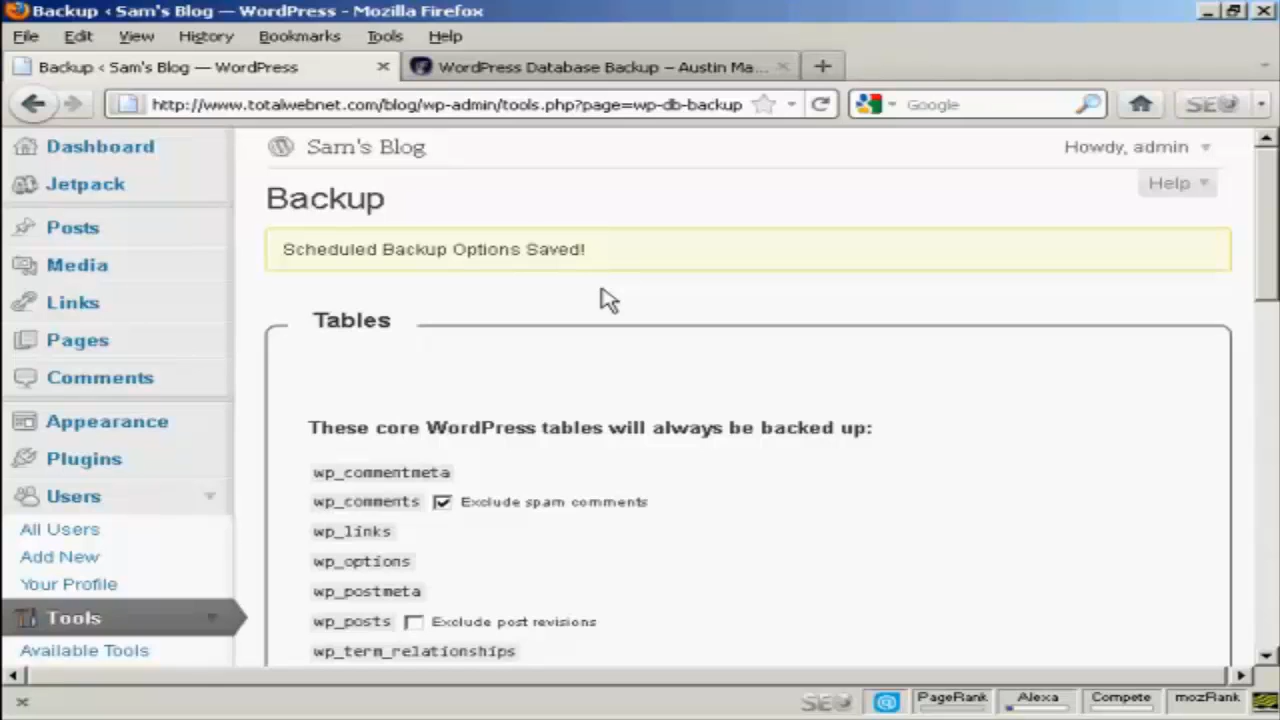 Backup ‹ Sam's Blog — WordPress - Mozilla Firefox
File Edit View History Bookmarks Tools Help
Backup ‹ Sam's Blog — WordPress
WordPress Database Backup – Austin Ma...
http://www.totalwebnet.com/blog/wp-admin/tools.php?page=wp-db-backup
Google
Dashboard
Jetpack
Posts
Media
Links
Pages
Comments
Appearance
Plugins
Users
All Users
Add New
Your Profile
Tools
Available Tools
Sam's Blog
Howdy, admin
Help
Backup
Scheduled Backup Options Saved!
Tables
These core WordPress tables will always be backed up:
wp_commentmeta
wp_comments Exclude spam comments
wp_links
wp_options
wp_postmeta
wp_posts Exclude post revisions
wp_term_relationships
PageRank Alexa Compete mozRank